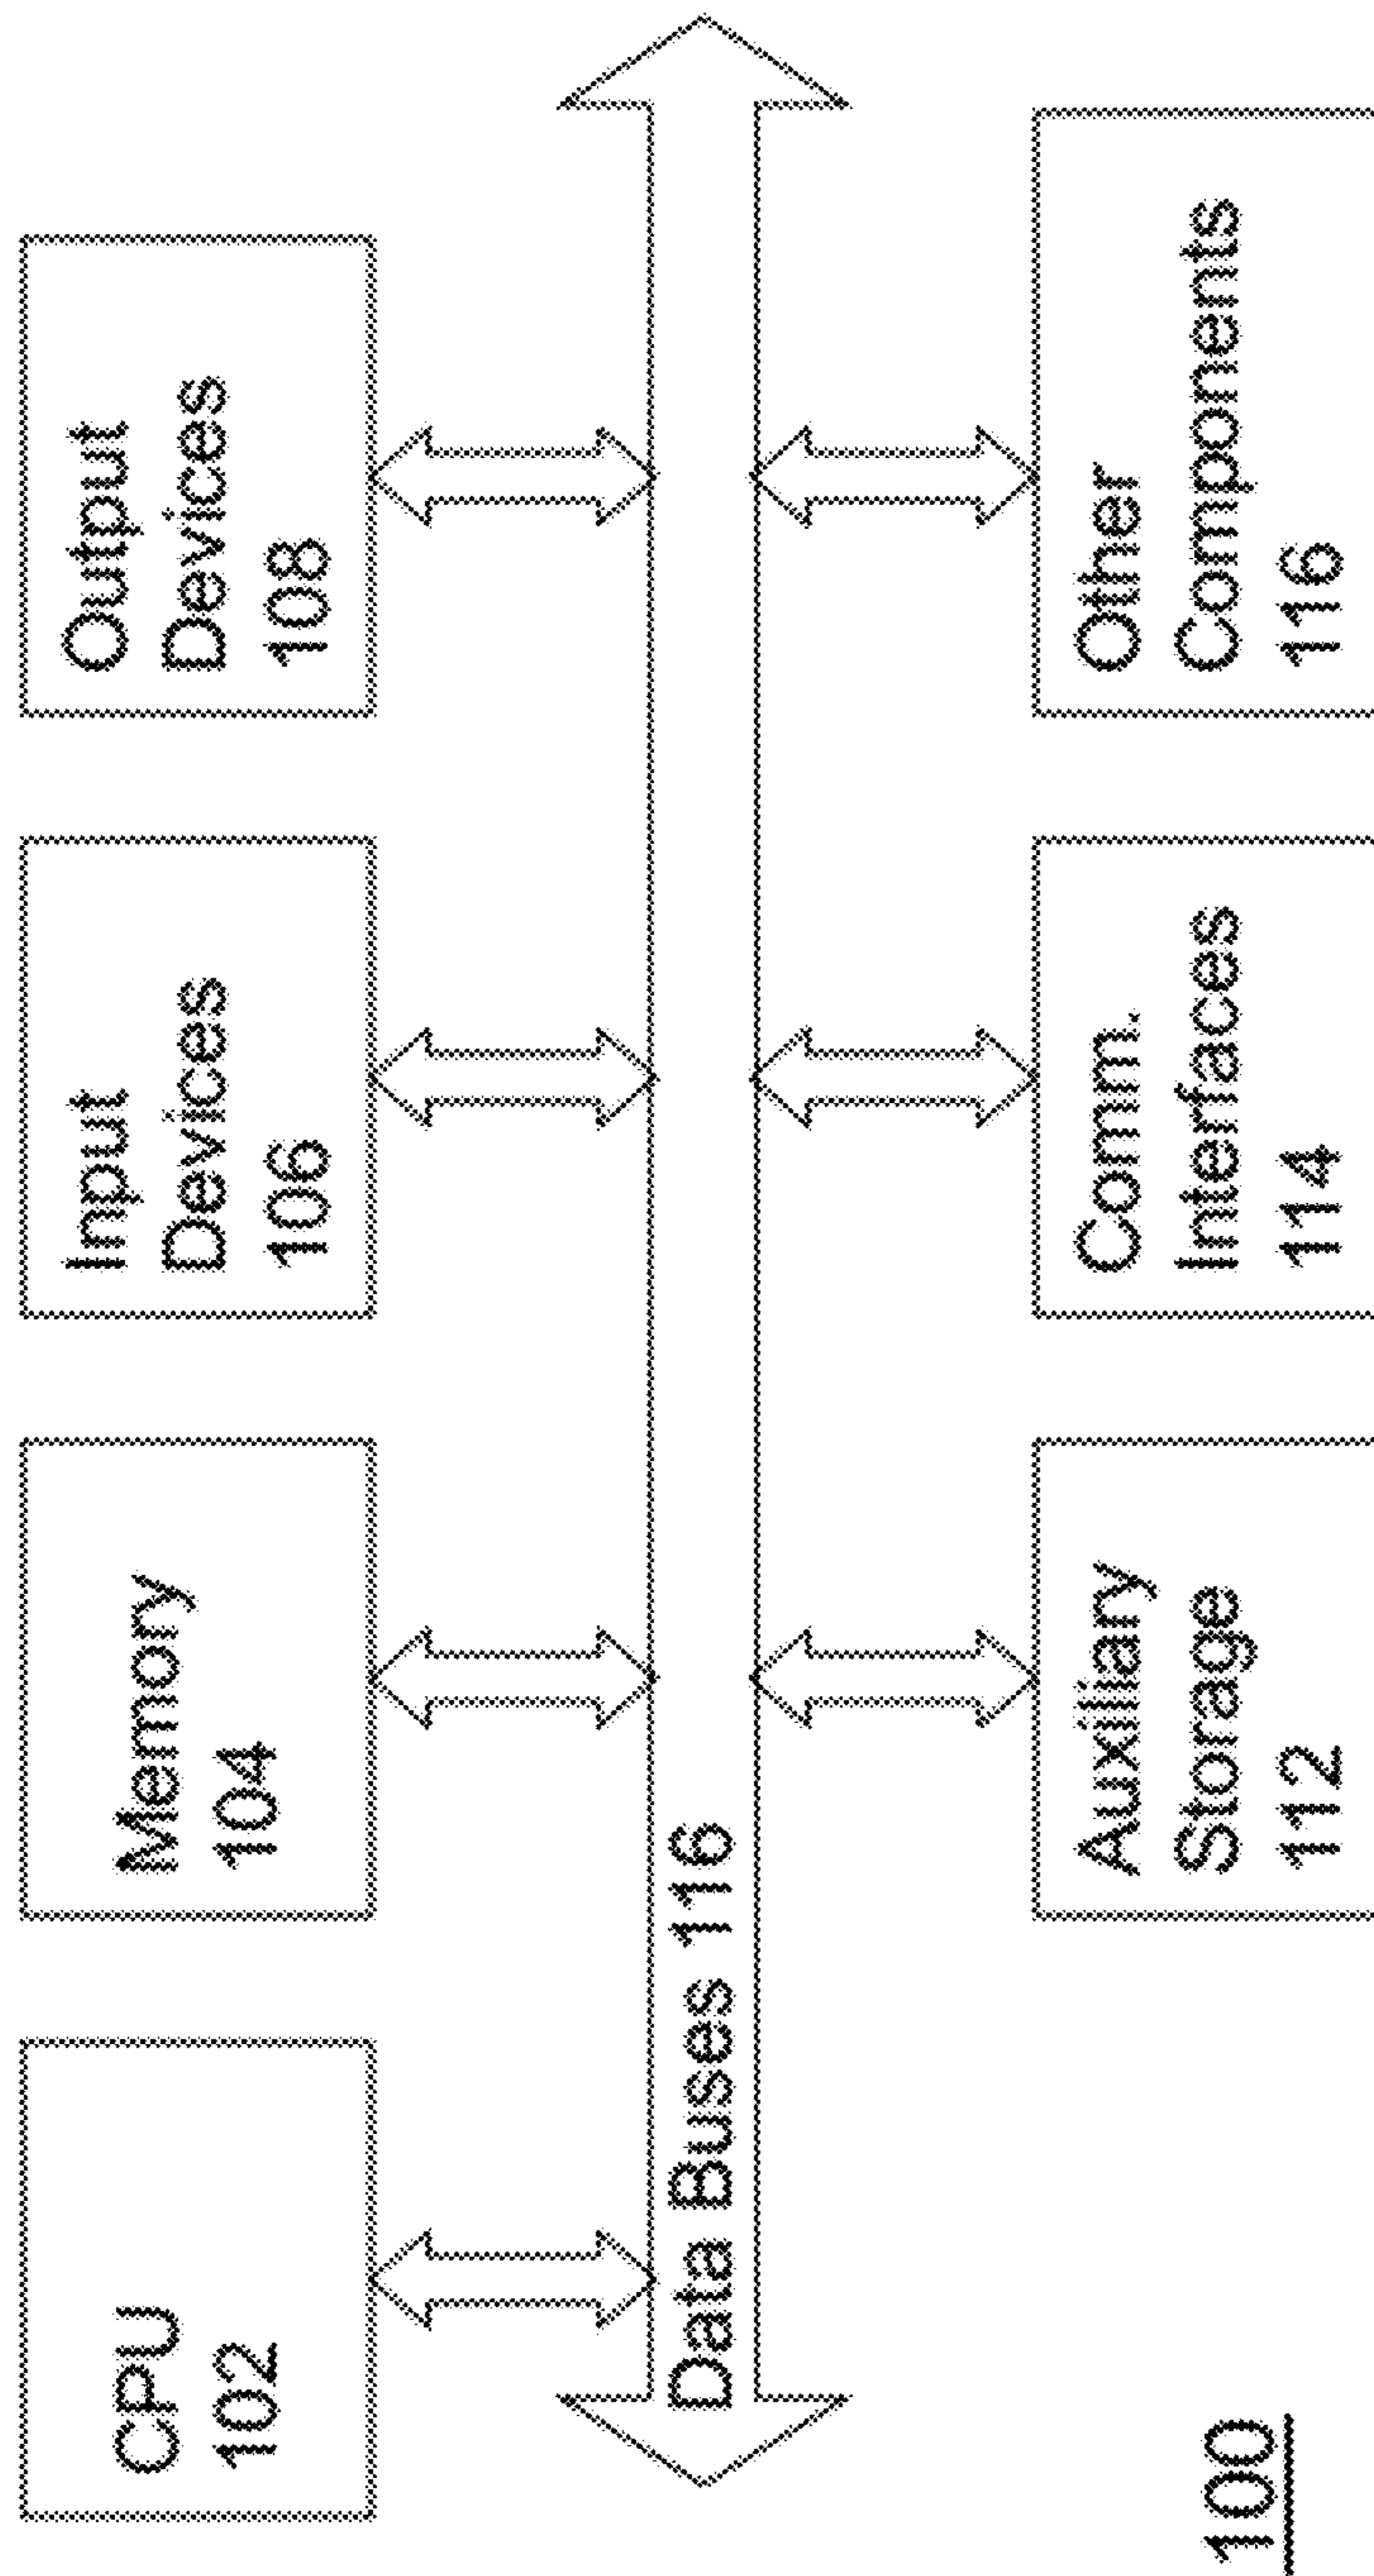 CPU
102
Memory
104
Input
Devices
106
Output
Devices
108
Data Buses 116
Auxilliary
Storage
112
Comm.
Interfaces
114
Other
Components
116
100